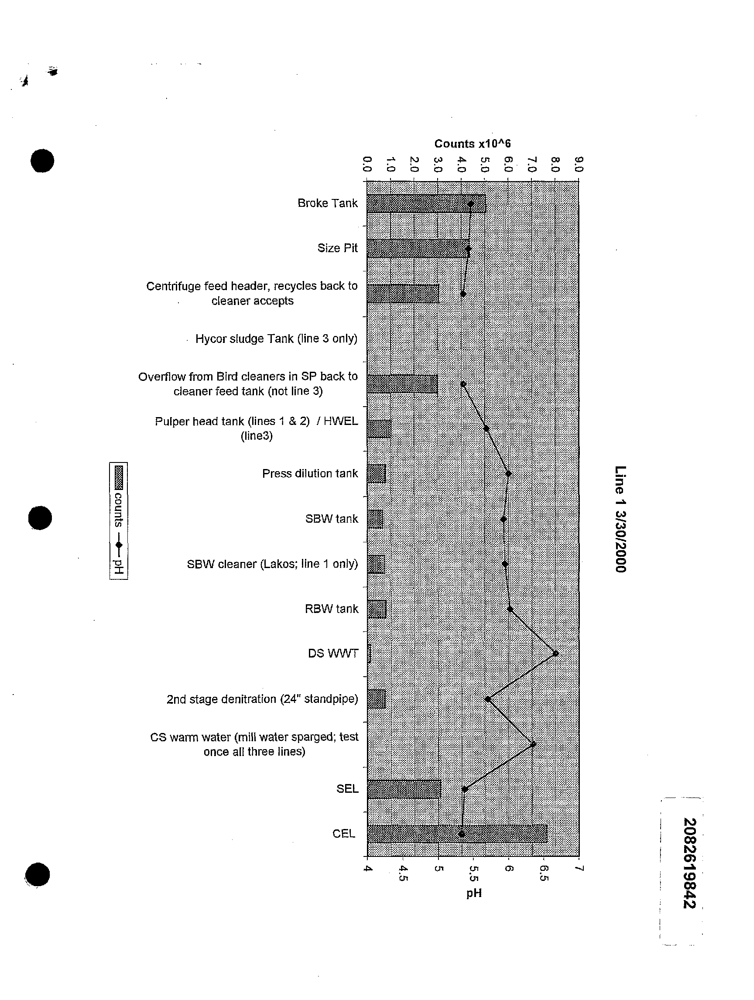 Line 1 3/30/2000
Counts x10^6
0.0
1.0
2.0
3.0
4.0
5.0
6.0
7.0
8.0
9.0
Broke Tank
Size Pit
Centrifuge feed header, recycles back to
cleaner accepts
Hycor sludge Tank (line 3 only)
Overflow from Bird cleaners in SP back to
cleaner feed tank (not line 3)
Pulper head tank (lines 1 & 2) / HWEL
(line3)
Press dilution tank
SBW tank
SBW cleaner (Lakos; line 1 only)
RBW tank
DS WWT
2nd stage denitration (24" standpipe)
CS warm water (mill water sparged; test
once all three lines)
SEL
CEL
4
4.5
5
5.5
6
6.5
7
pH
counts
pH
2082619842